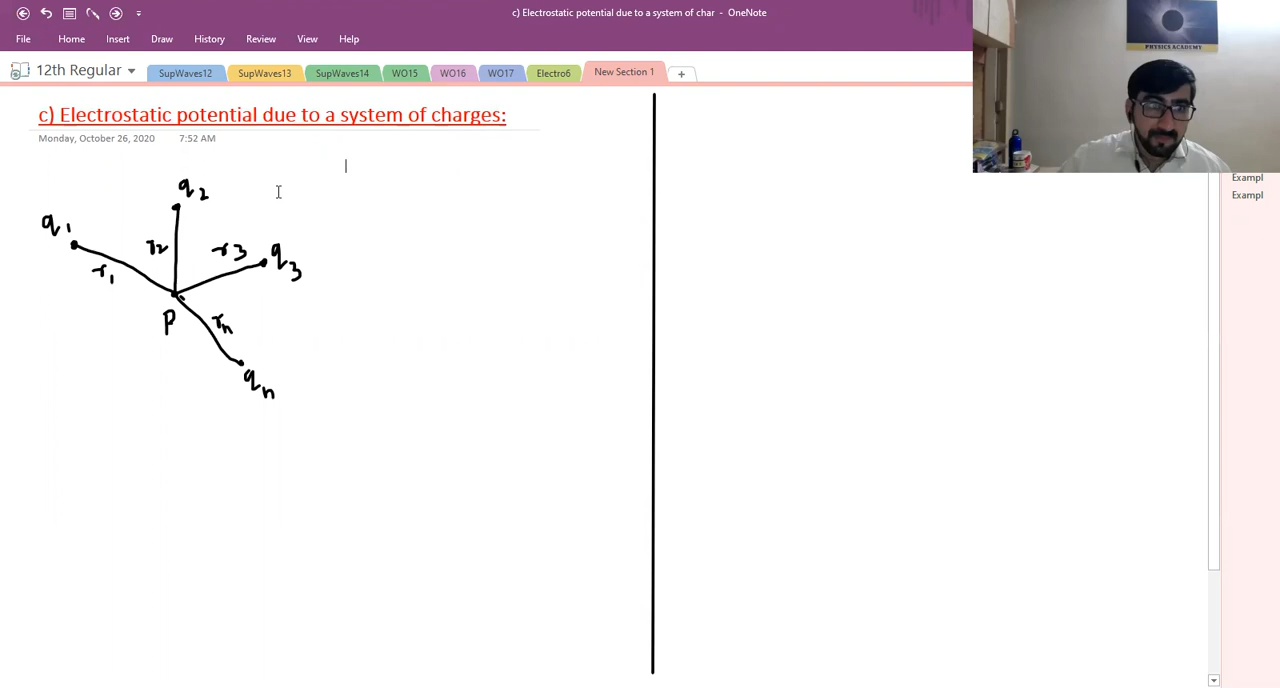 c) Electrostatic potential due to a system of char - OneNote
File Home Insert Draw History Review View Help
12th Regular SupWaves12 SupWaves13 SupWaves14 WO15 WO16 WO17 Electro6 New Section 1 +
PHYSICS ACADEMY
c) Electrostatic potential due to a system of charges:
Monday, October 26, 2020 7:52 AM
Exampl
Exampl
q2
q1
r2
r3
q3
r1
P
rn
qn